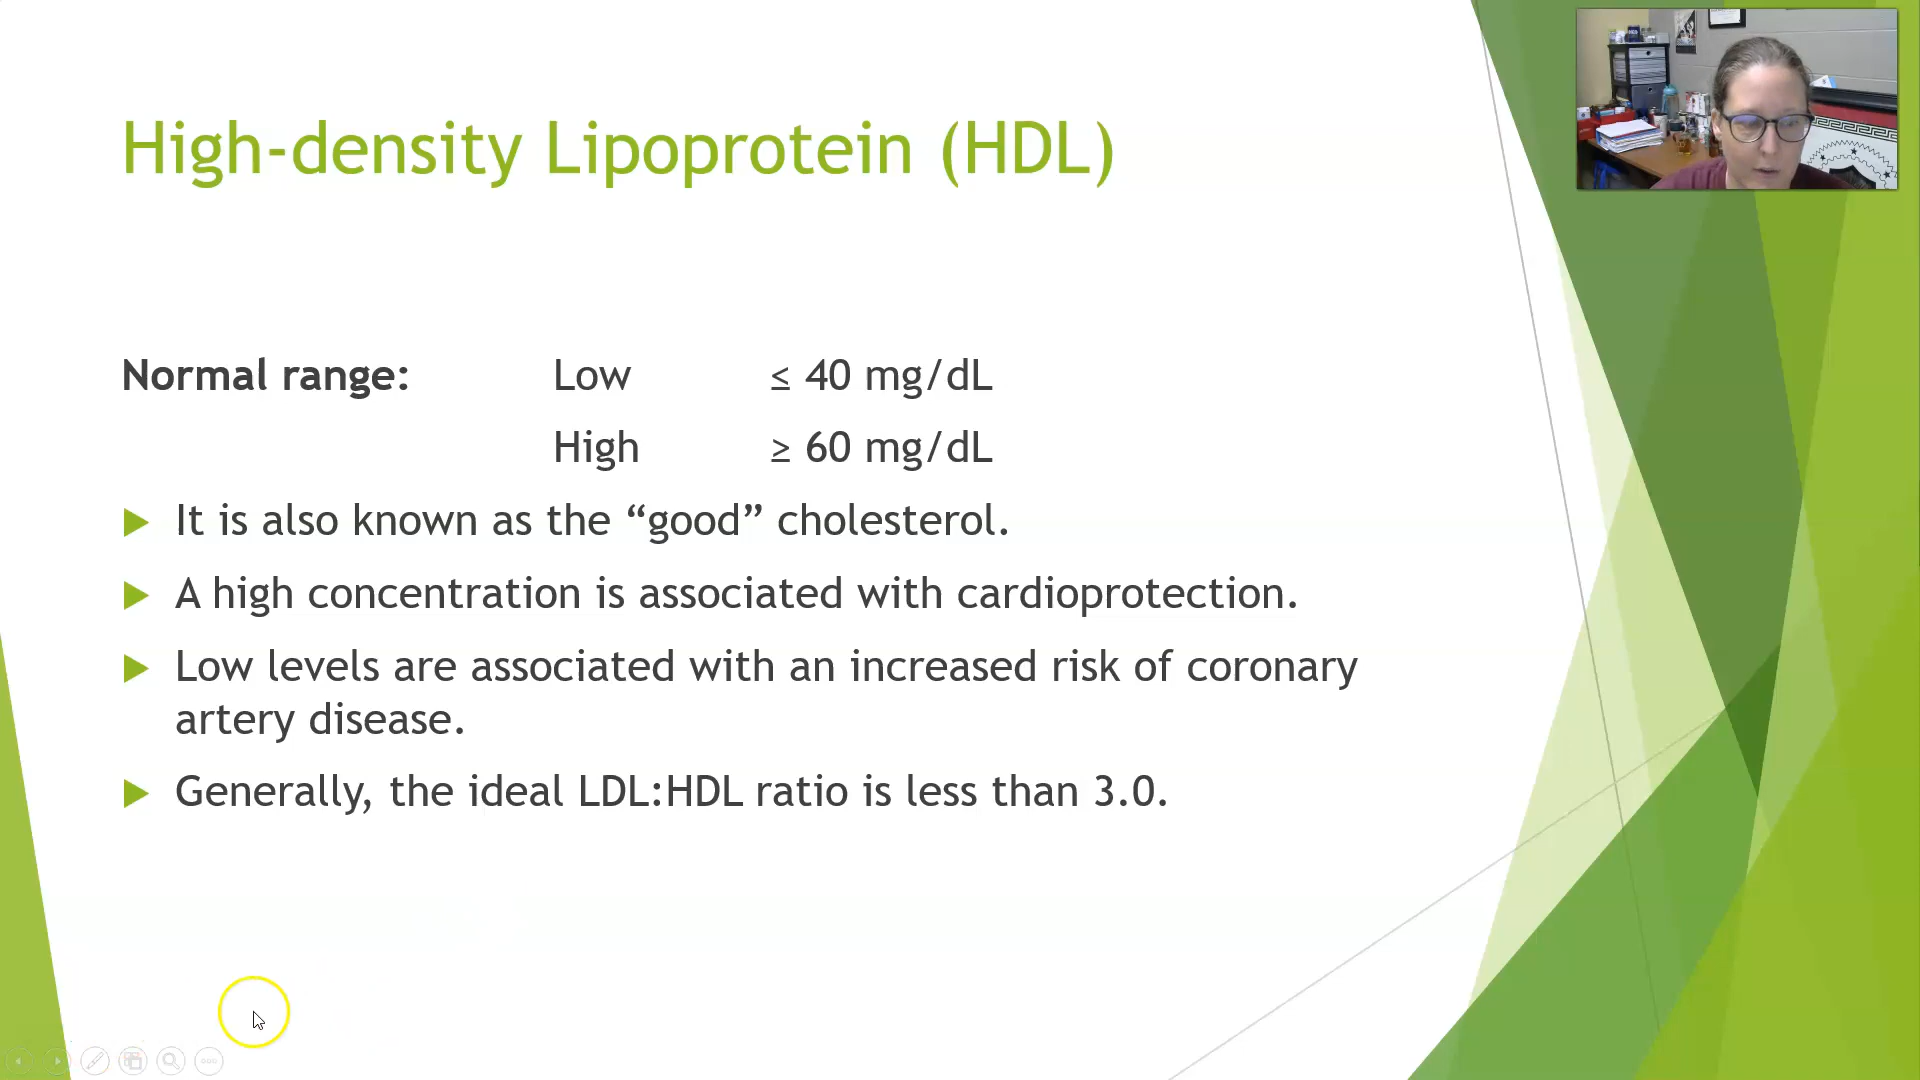 High-density Lipoprotein (HDL)
Normal range: Low ≤ 40 mg/dL
High ≥ 60 mg/dL
It is also known as the “good” cholesterol.
A high concentration is associated with cardioprotection.
Low levels are associated with an increased risk of coronary
artery disease.
Generally, the ideal LDL:HDL ratio is less than 3.0.